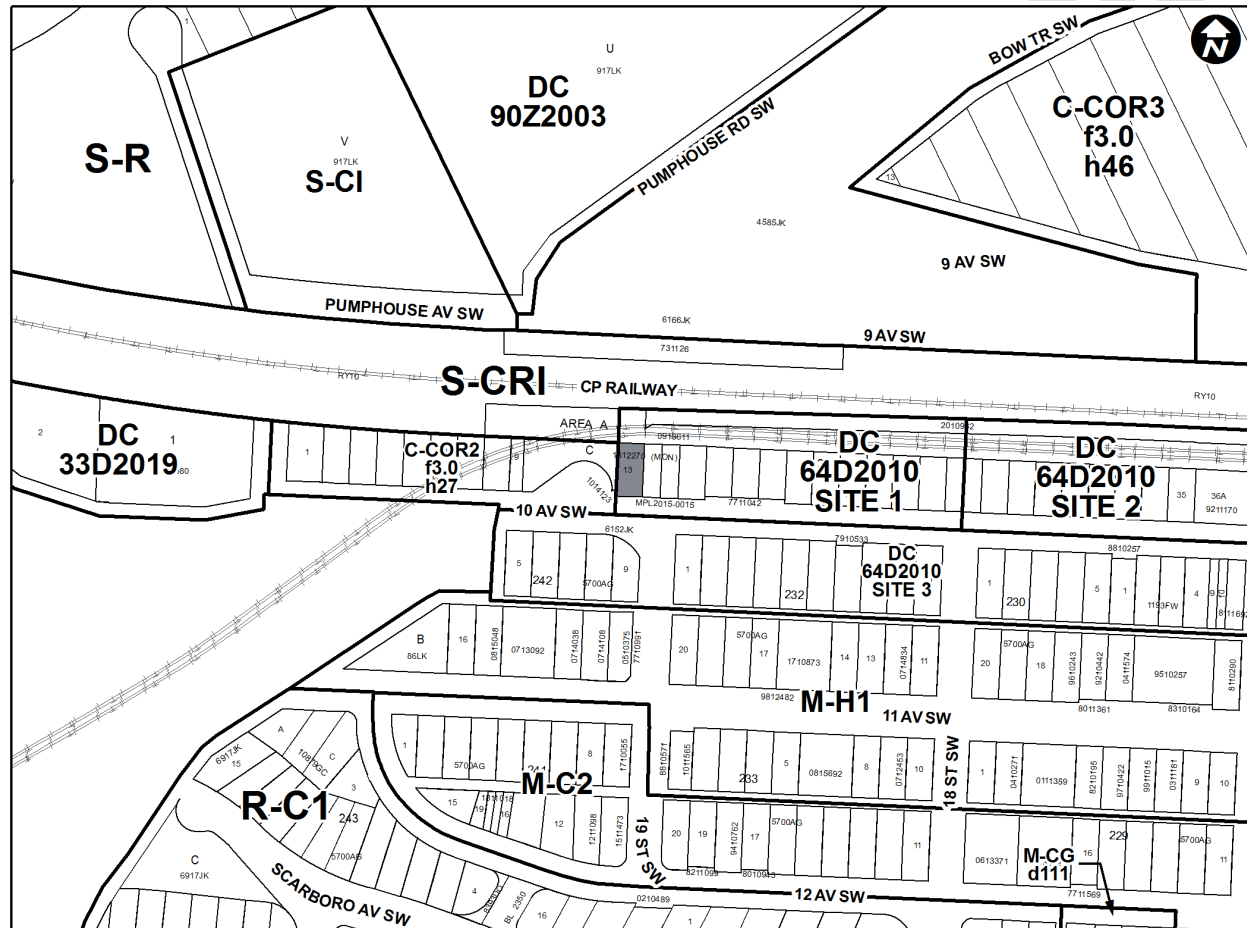 1
U
917LK
DC
90Z2003
BOW TR SW
N
C-COR3
f3.0
h46
13
S-R
V
917LK
S-CI
PUMPHOUSE RD SW
4585JK
9 AV SW
PUMPHOUSE AV SW
6166JK
9 AV SW
731126
RY10
S-CRI
CP RAILWAY
RY10
2
DC
1
33D2019
1
C-COR2
f3.0
h27
9
AREA A
C
1014123
13
(MON)
MPL2015-0015
7711042
DC
64D2010
SITE 1
DC
64D2010
SITE 2
35
36A
9211170
10 AV SW
6152JK
7910533
8810257
5
242
5700AG
9
1
232
DC
64D2010
SITE 3
1
230
5
1
1193FW
4
9
10
B
86LK
16
0815048
0713092
0714038
0714108
0510375
7710991
20
5700AG
17
1710873
14
13
0714834
11
20
5700AG
18
9610243
9210442
0411574
9510257
8110290
9812482
M-H1
11 AV SW
8011361
8310164
18 ST SW
A
6917JK
15
10879GC
C
3
R-C1
243
5700AG
1
5700AG
M-C2
8
1710055
8810571
1011565
233
5
0815692
8
0712453
10
1
0410271
0111359
8210195
9710422
9911015
0311181
9
10
15
19
16
12
1211098
1511473
19 ST SW
20
19
9410762
17
5700AG
11
8211099
8010913
0613371
16
229
5700AG
11
M-CG
d111
7711569
C
6917JK
SCARBORO AV SW
4
BL 2350
16
0210489
1
12 AV SW